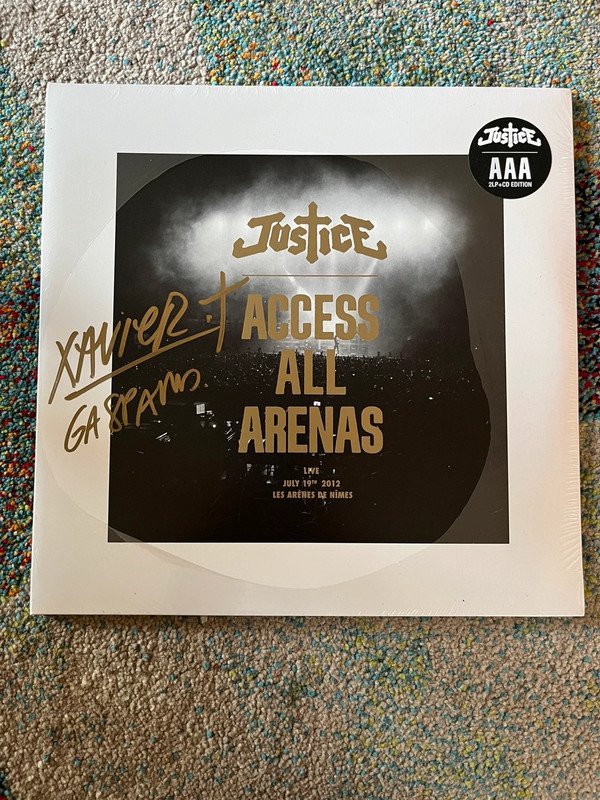 JUSTICE
AAA
2LP+CD EDITION
JUSTICE
ACCESS
ALL
ARENAS
LIVE
JULY 19TH 2012
LES ARÈNES DE NÎMES
XAVIER
GASPARD